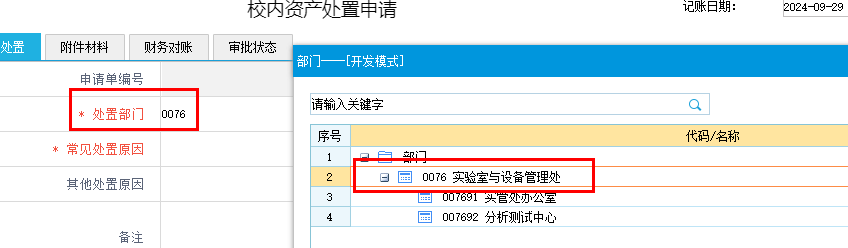 校内资产处置申请
记账日期： 2024-09-29
处置 附件材料 财务对账 审批状态
申请单编号
* 处置部门 0076
* 常见处置原因
其他处置原因
备注
部门——[开发模式]
请输入关键字
序号 代码/名称
1 部门
2 0076 实验室与设备管理处
3 007691 实管处办公室
4 007692 分析测试中心